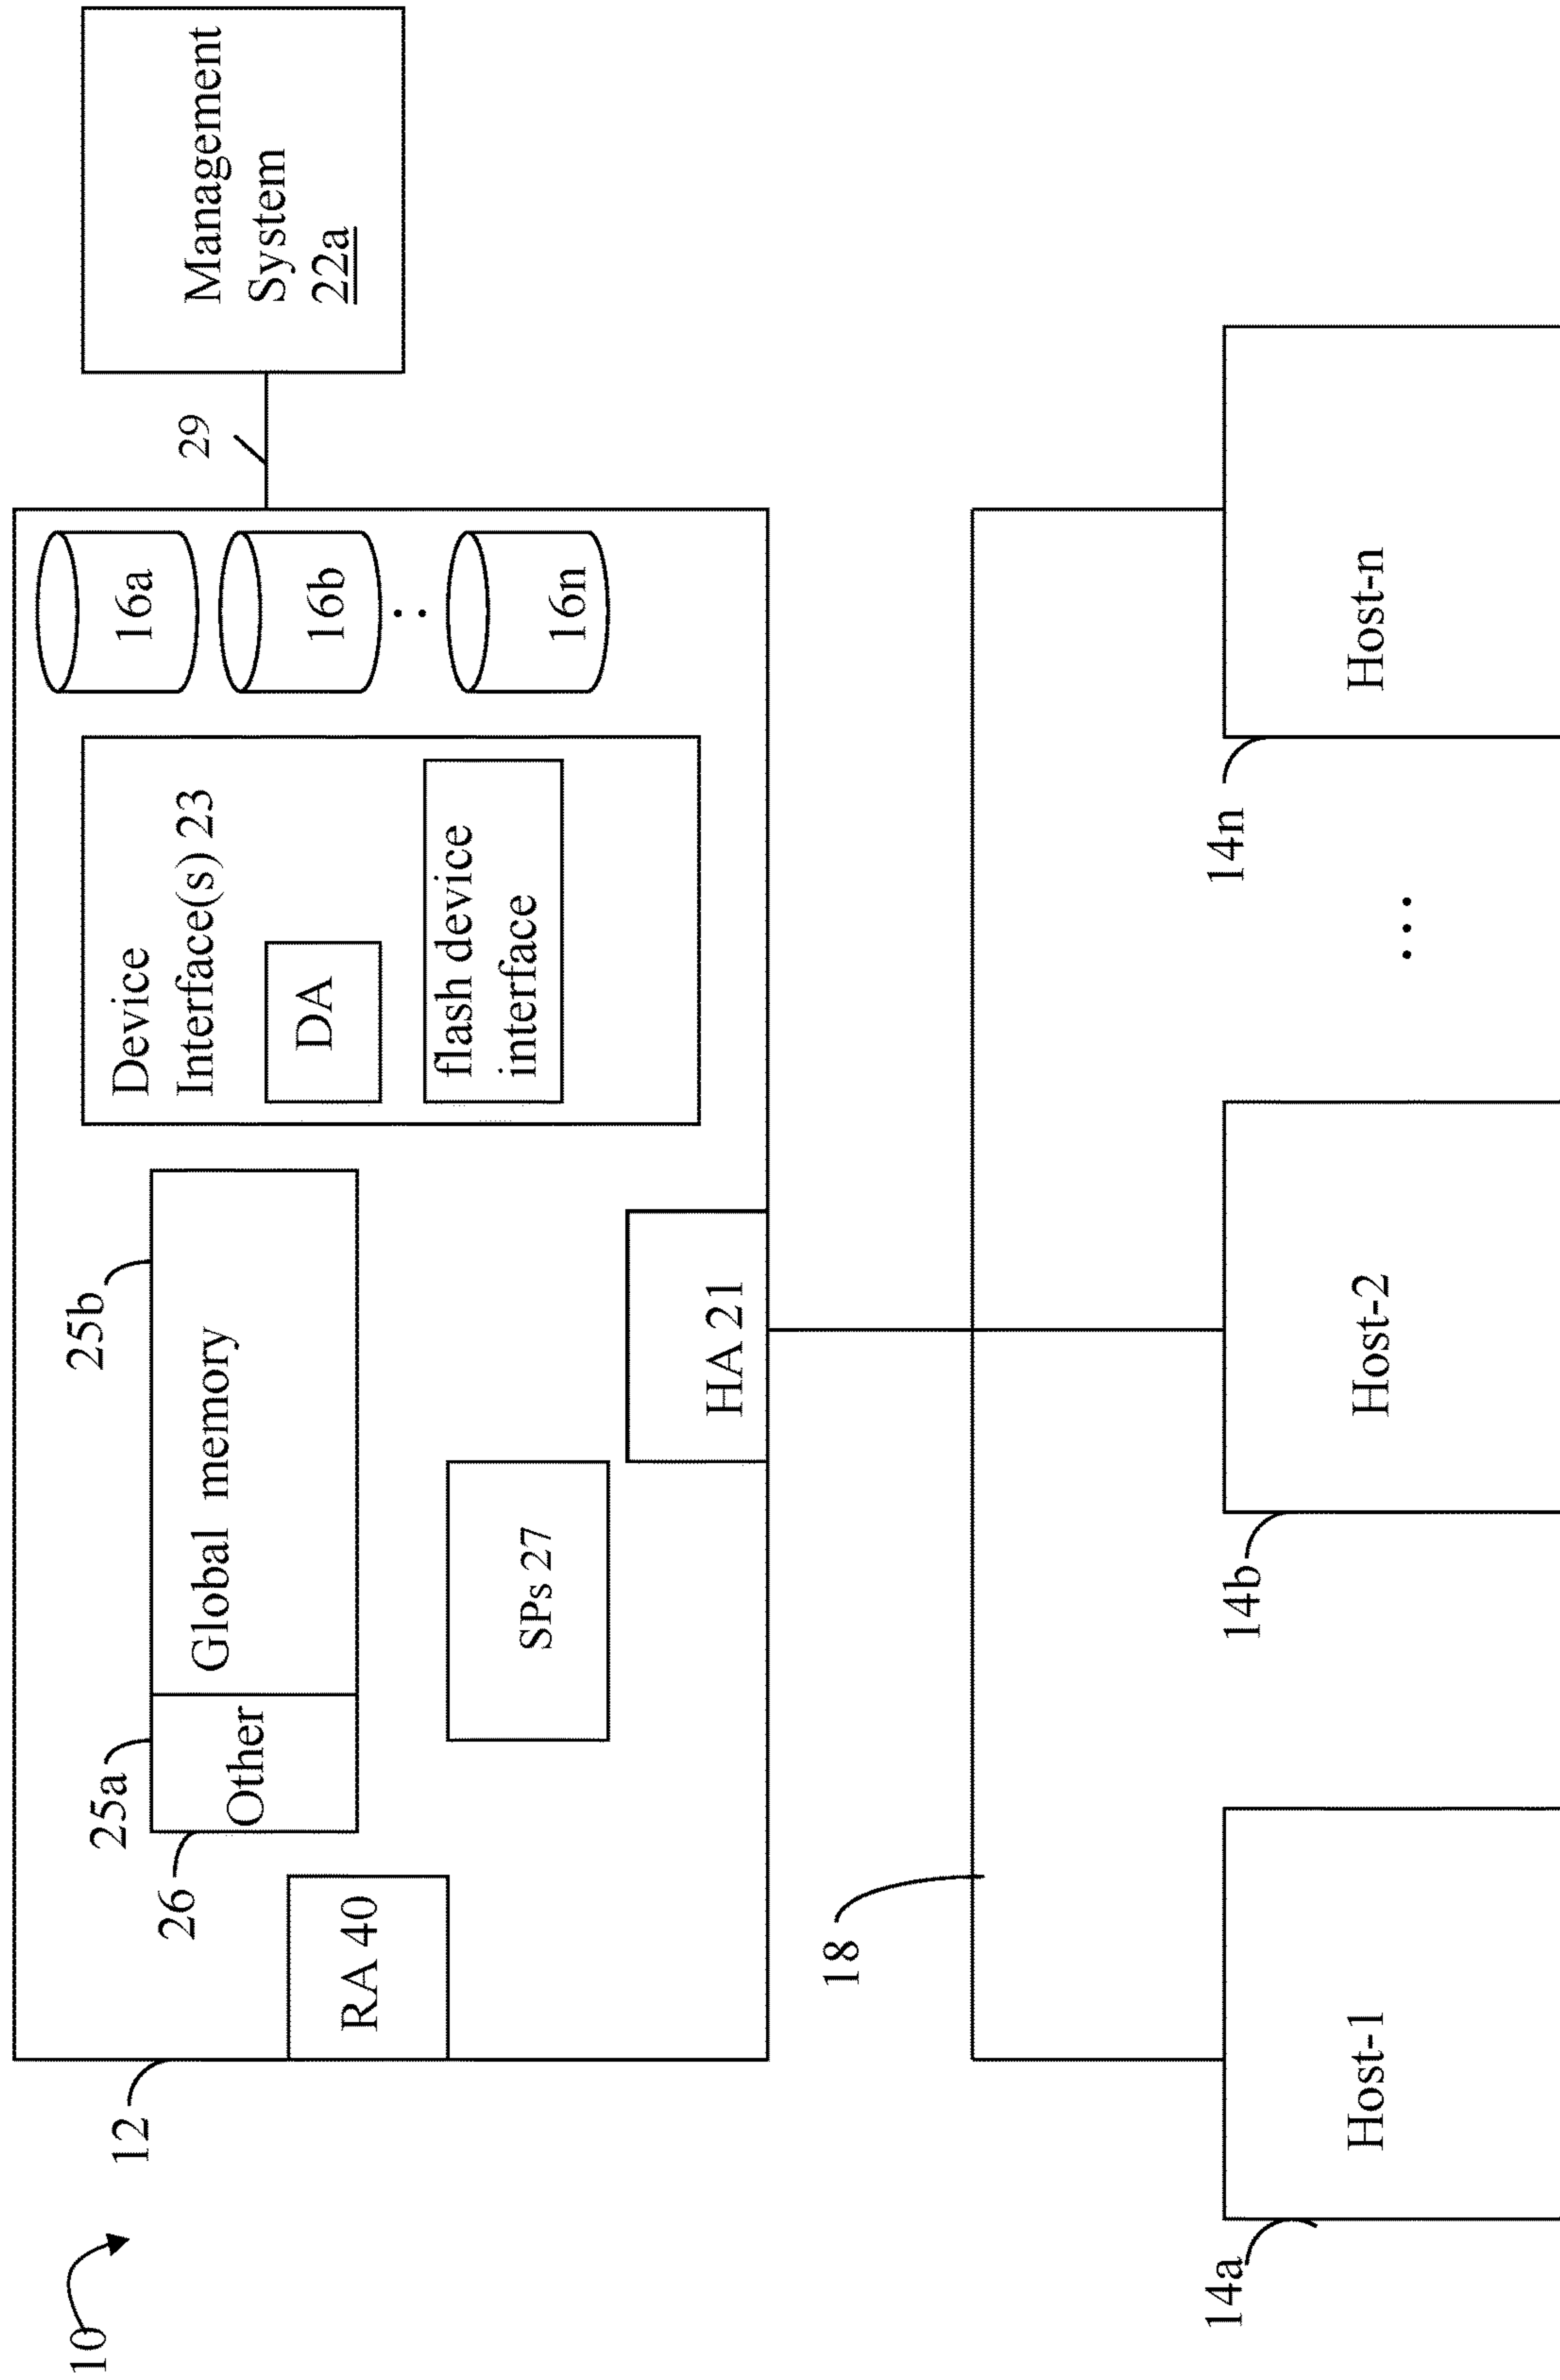 10
12
RA 40
26
25a
Other
25b
Global memory
SPs 27
HA 21
Device
Interface(s) 23
DA
flash device
interface
16a
16b
16n
29
Management
System
22a
18
14a
Host-1
14b
Host-2
...
14n
Host-n